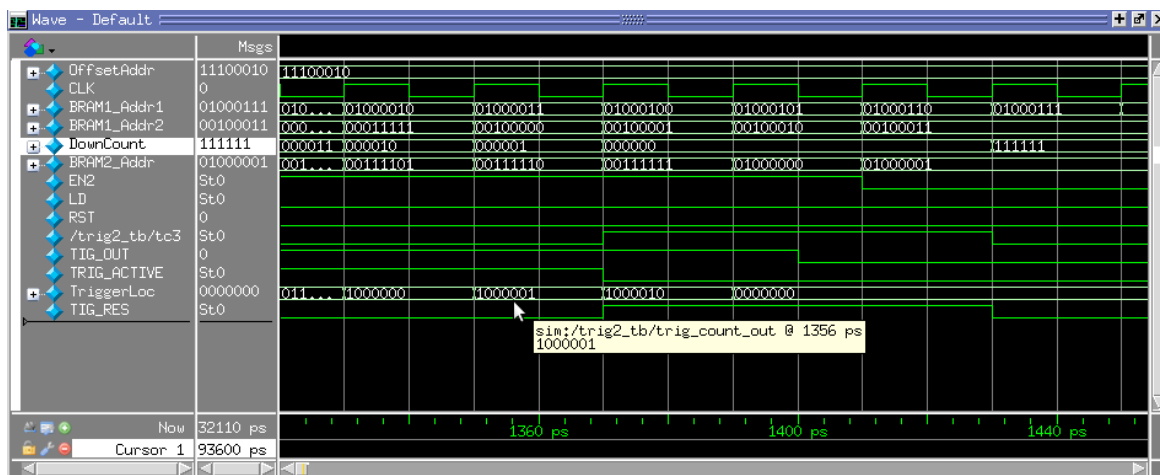 Wave - Default
Msgs
OffsetAddr 11100010 11100010
CLK 0
BRAM1_Addr1 01000111 010... 01000010 01000011 01000100 01000101 01000110 01000111
BRAM1_Addr2 00100011 000... 00011111 00100000 00100001 00100010 00100011
DownCount 111111 000011 000010 000001 000000 111111
BRAM2_Addr 01000001 001... 00111101 00111110 00111111 01000000 01000001
EN2 St0
LD St0
RST 0
/trig2_tb/tc3 St0
TIG_OUT 0
TRIG_ACTIVE St0
TriggerLoc 0000000 011... 1000000 1000001 1000010 0000000
TIG_RES St0
sim:/trig2_tb/trig_count_out @ 1356 ps
1000001
Now 32110 ps 1360 ps 1400 ps 1440 ps
Cursor 1 93600 ps